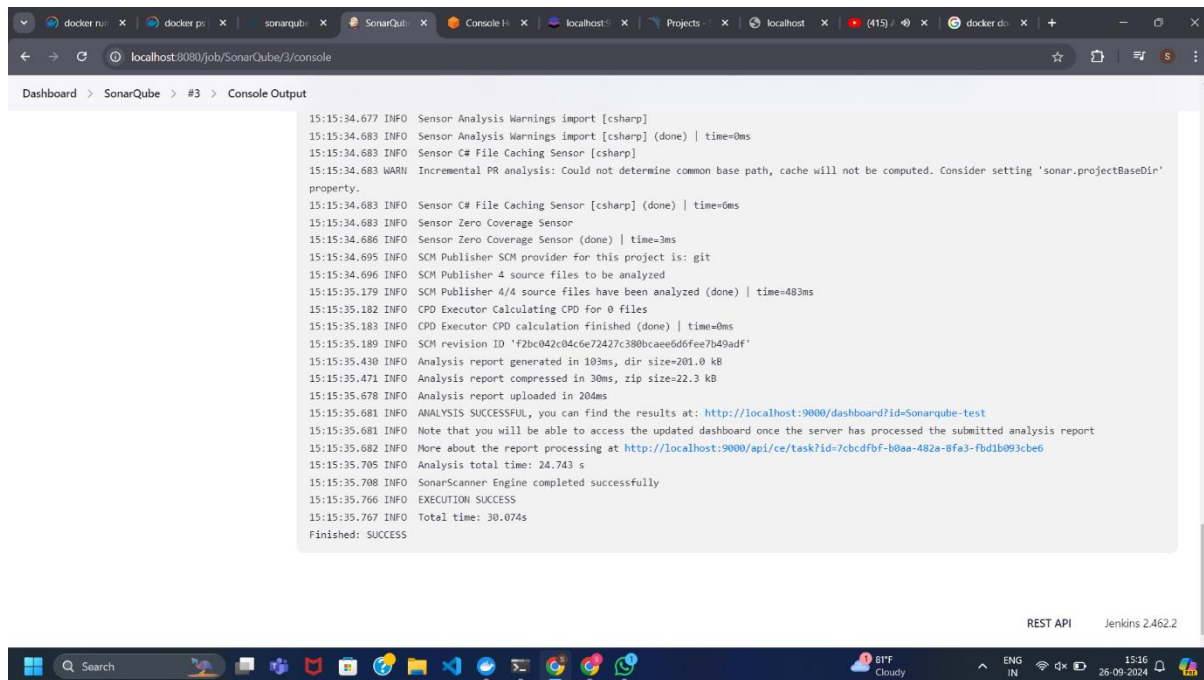 docker run
docker ps
sonarqube
SonarQub
Console H
localhost:9
Projects - S
localhost
(415)
docker do
localhost:8080/job/SonarQube/3/console
S
Dashboard > SonarQube > #3 > Console Output
15:15:34.677 INFO Sensor Analysis Warnings import [csharp]
15:15:34.683 INFO Sensor Analysis Warnings import [csharp] (done) | time=0ms
15:15:34.683 INFO Sensor C# File Caching Sensor [csharp]
15:15:34.683 WARN Incremental PR analysis: Could not determine common base path, cache will not be computed. Consider setting 'sonar.projectBaseDir'
property.
15:15:34.683 INFO Sensor C# File Caching Sensor [csharp] (done) | time=6ms
15:15:34.683 INFO Sensor Zero Coverage Sensor
15:15:34.686 INFO Sensor Zero Coverage Sensor (done) | time=3ms
15:15:34.695 INFO SCM Publisher SCM provider for this project is: git
15:15:34.696 INFO SCM Publisher 4 source files to be analyzed
15:15:35.179 INFO SCM Publisher 4/4 source files have been analyzed (done) | time=483ms
15:15:35.182 INFO CPD Executor Calculating CPD for 0 files
15:15:35.183 INFO CPD Executor CPD calculation finished (done) | time=0ms
15:15:35.189 INFO SCM revision ID 'f2bc042c04c6e72427c380bcaee6d6fee7b49adf'
15:15:35.430 INFO Analysis report generated in 103ms, dir size=201.0 kB
15:15:35.471 INFO Analysis report compressed in 30ms, zip size=22.3 kB
15:15:35.678 INFO Analysis report uploaded in 204ms
15:15:35.681 INFO ANALYSIS SUCCESSFUL, you can find the results at: http://localhost:9000/dashboard?id=Sonarqube-test
15:15:35.681 INFO Note that you will be able to access the updated dashboard once the server has processed the submitted analysis report
15:15:35.682 INFO More about the report processing at http://localhost:9000/api/ce/task?id=7cbcdfbf-b0aa-482a-8fa3-fbd1b093cbe6
15:15:35.705 INFO Analysis total time: 24.743 s
15:15:35.708 INFO SonarScanner Engine completed successfully
15:15:35.766 INFO EXECUTION SUCCESS
15:15:35.767 INFO Total time: 30.074s
Finished: SUCCESS
REST API Jenkins 2.462.2
Search
1
81°F
Cloudy
ENG
IN
15:16
26-09-2024